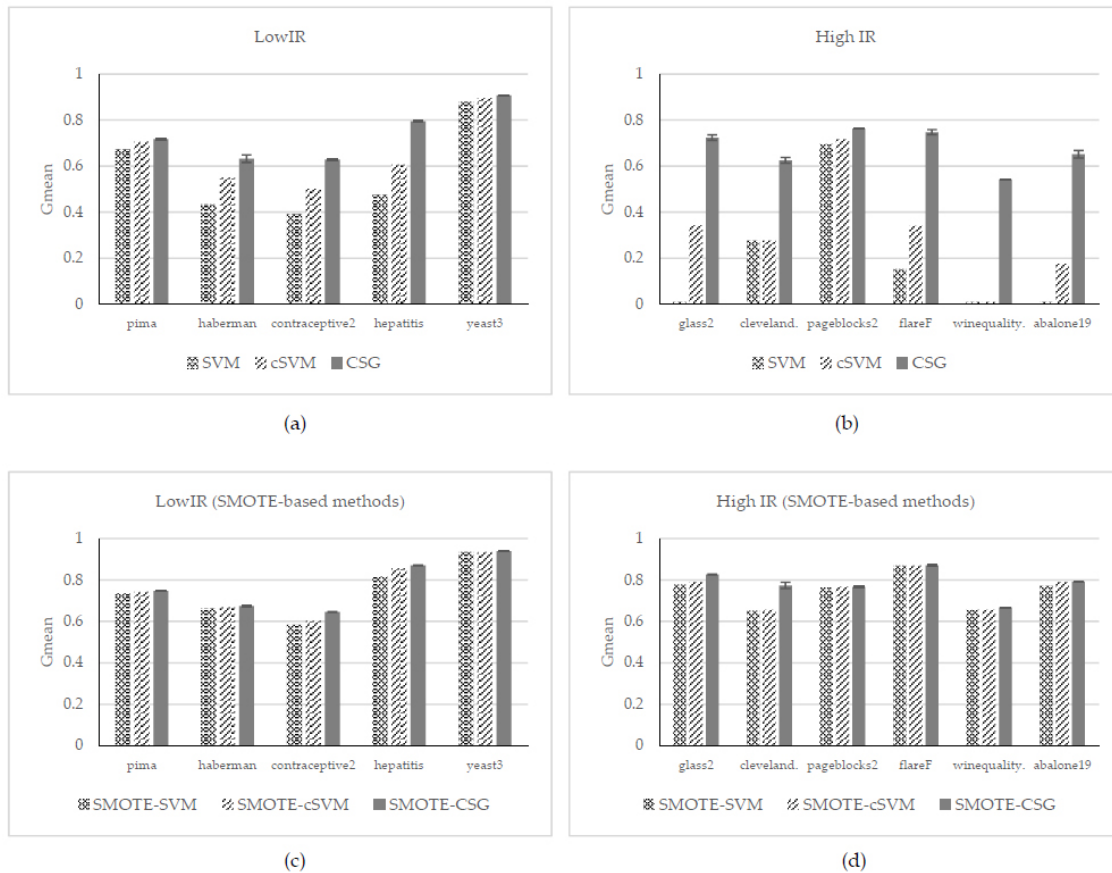 LowIR
Gmean
1
0.8
0.6
0.4
0.2
0
pima haberman contraceptive2 hepatitis yeast3
SVM cSVM CSG
(a)
High IR
Gmean
1
0.8
0.6
0.4
0.2
0
glass2 cleveland. pageblocks2 flareF winequality. abalone19
SVM cSVM CSG
(b)
LowIR (SMOTE-based methods)
Gmean
1
0.8
0.6
0.4
0.2
0
pima haberman contraceptive2 hepatitis yeast3
SMOTE-SVM SMOTE-cSVM SMOTE-CSG
(c)
High IR (SMOTE-based methods)
Gmean
1
0.8
0.6
0.4
0.2
0
glass2 cleveland. pageblocks2 flareF winequality. abalone19
SMOTE-SVM SMOTE-cSVM SMOTE-CSG
(d)